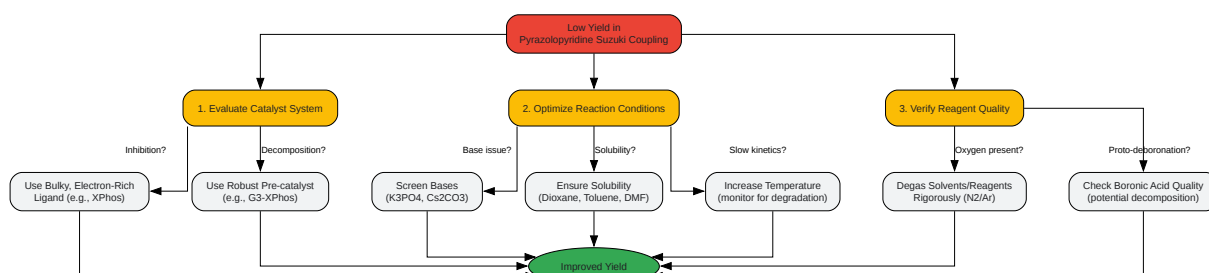 Low Yield in
Pyrazolopyridine Suzuki Coupling
1. Evaluate Catalyst System
2. Optimize Reaction Conditions
3. Verify Reagent Quality
Inhibition?
Decomposition?
Base issue?
Solubility?
Slow kinetics?
Oxygen present?
Proto-deboronation?
Use Bulky, Electron-Rich
Ligand (e.g., XPhos)
Use Robust Pre-catalyst
(e.g., G3-XPhos)
Screen Bases
(K3PO4, Cs2CO3)
Ensure Solubility
(Dioxane, Toluene, DMF)
Increase Temperature
(monitor for degradation)
Degas Solvents/Reagents
Rigorously (N2/Ar)
Check Boronic Acid Quality
(potential decomposition)
Improved Yield